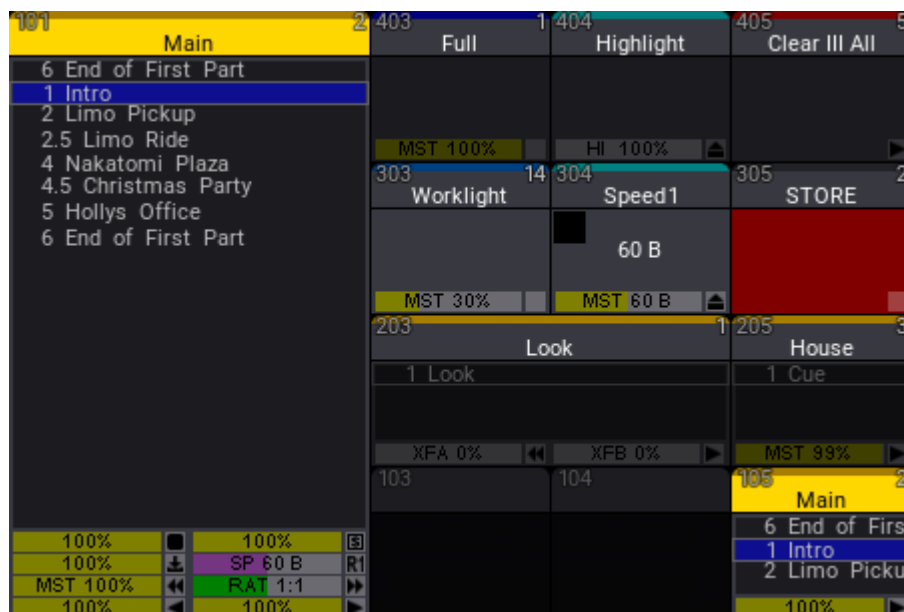 101 2
Main
6 End of First Part
1 Intro
2 Limo Pickup
2.5 Limo Ride
4 Nakatomi Plaza
4.5 Christmas Party
5 Hollys Office
6 End of First Part
100% 100% S
100% SP 60 B R1
MST 100% RAT 1:1
100% 100%
403 1
Full
MST 100%
404
Highlight
HI 100%
405 5
Clear III All
303 14
Worklight
MST 30%
304
Speed1
60 B
MST 60 B
305 2
STORE
203 1
Look
1 Look
XFA 0% XFB 0%
205 3
House
1 Cue
MST 99%
103
104
105 2
Main
6 End of Firs
1 Intro
2 Limo Picku
100%